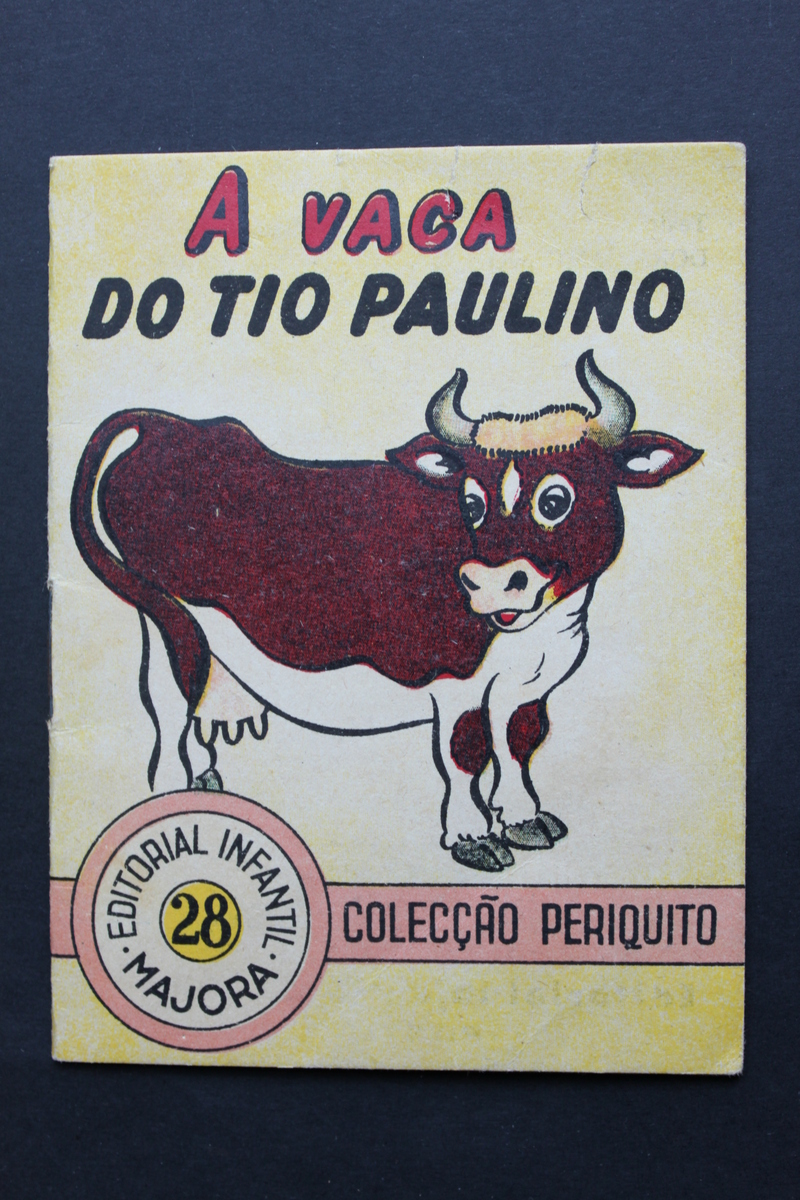 A VACA
DO TIO PAULINO
· EDITORIAL INFANTIL ·
MAJORA
28
COLECÇÃO PERIQUITO